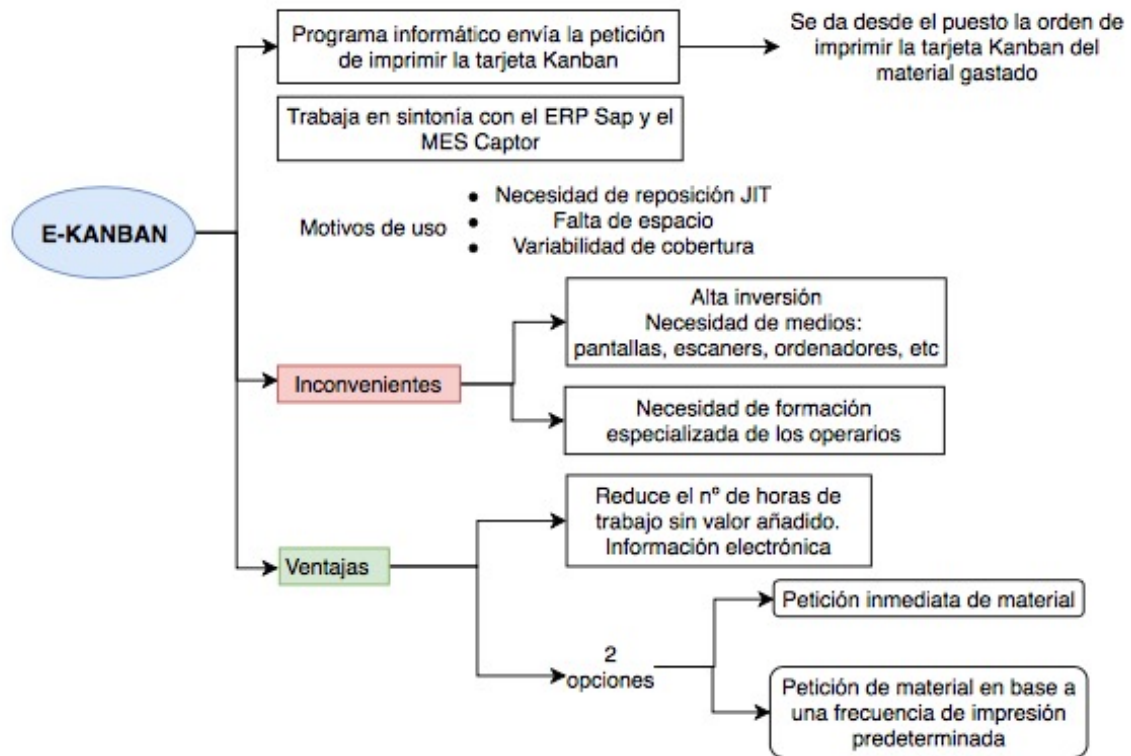 Programa informático envía la petición
de imprimir la tarjeta Kanban
Se da desde el puesto la orden de
imprimir la tarjeta Kanban del
material gastado
Trabaja en sintonía con el ERP Sap y el
MES Captor
E-KANBAN
Motivos de uso
● Necesidad de reposición JIT
● Falta de espacio
● Variabilidad de cobertura
Inconvenientes
Alta inversión
Necesidad de medios:
pantallas, escaners, ordenadores, etc
Necesidad de formación
especializada de los operarios
Ventajas
Reduce el nº de horas de
trabajo sin valor añadido.
Información electrónica
2
opciones
Petición inmediata de material
Petición de material en base a
una frecuencia de impresión
predeterminada